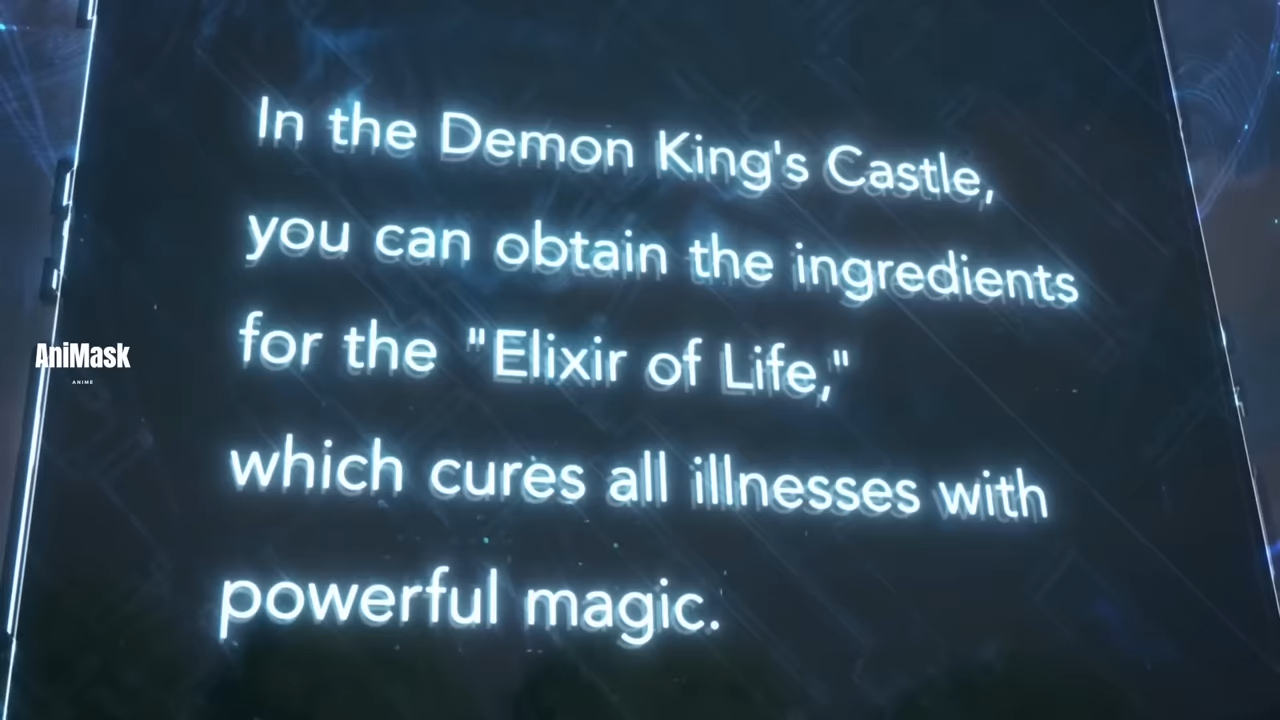 In the Demon King's Castle,
you can obtain the ingredients
for the "Elixir of Life,"
which cures all illnesses with
powerful magic.
AniMask
ANIME